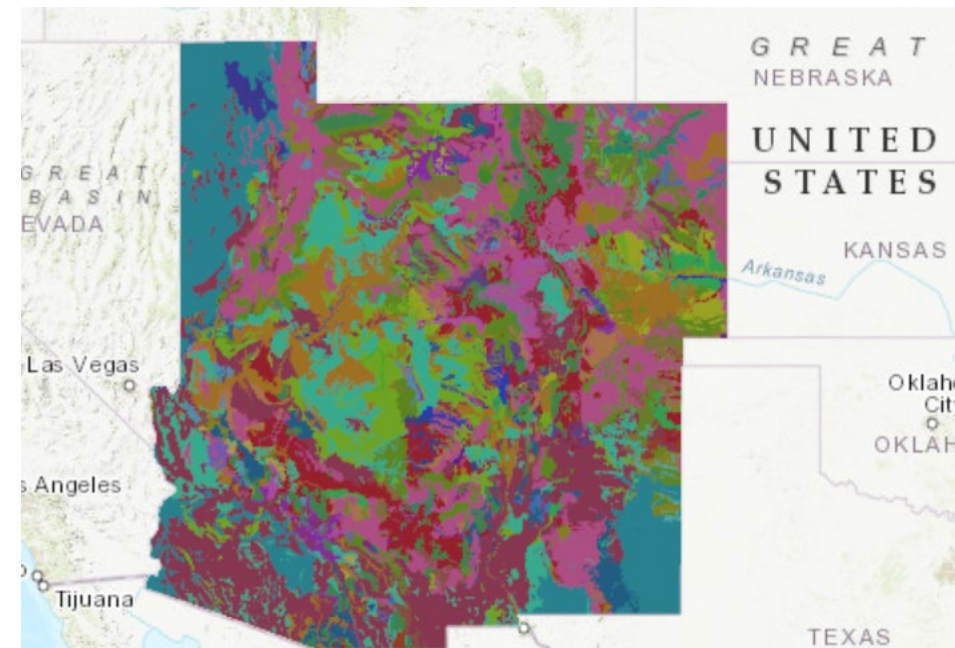 G R E A T
NEBRASKA
UNITED
STATES
G R E A T
B A S I N
EVADA
KANSAS
Arkansas
Las Vegas
Oklah
City
OKLAH
s Angeles
Tijuana
TEXAS